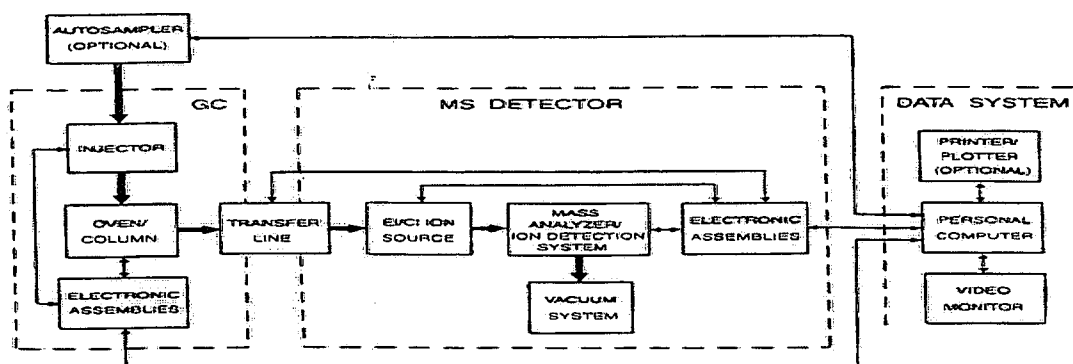 AUTOSAMPLER
(OPTIONAL)
GC
MS DETECTOR
DATA SYSTEM
INJECTOR
PRINTER/
PLOTTER
(OPTIONAL)
OVEN/
COLUMN
TRANSFER
LINE
EI/CI ION
SOURCE
MASS
ANALYZER/
ION DETECTION
SYSTEM
ELECTRONIC
ASSEMBLIES
PERSONAL
COMPUTER
ELECTRONIC
ASSEMBLIES
VACUUM
SYSTEM
VIDEO
MONITOR